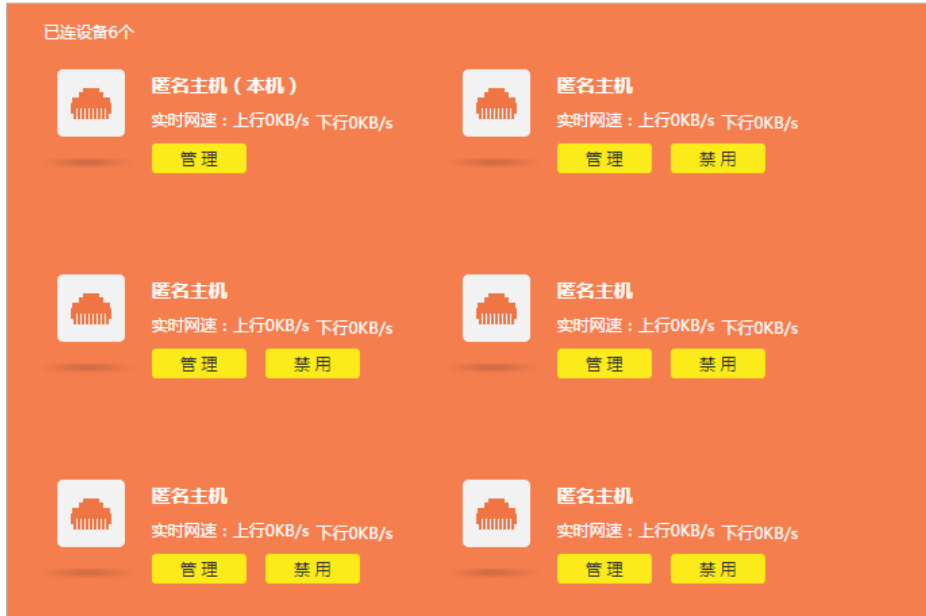 已连设备6个
匿名主机（本机）
实时网速：上行0KB/s 下行0KB/s
管 理
匿名主机
实时网速：上行0KB/s 下行0KB/s
管 理 禁 用
匿名主机
实时网速：上行0KB/s 下行0KB/s
管 理 禁 用
匿名主机
实时网速：上行0KB/s 下行0KB/s
管 理 禁 用
匿名主机
实时网速：上行0KB/s 下行0KB/s
管 理 禁 用
匿名主机
实时网速：上行0KB/s 下行0KB/s
管 理 禁 用